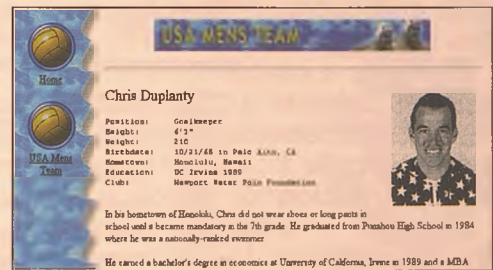 USA MENS TEAM
Home
USA Mens
Team
Chris Duplanty
Position: Goalkeeper
Height: 6'3"
Weight: 210
Birthdate: 10/21/65 in Palo
Hometown: Honolulu, Hawaii
Education: UC Irvine 1989
Club: Newport Water
In his hometown of Honolulu, Chris did not wear shoes or long pants in
school until it became mandatory in the 7th grade. He graduated from Punahou High School in 1984
where he was a nationally-ranked swimmer
He earned a bachelor's degree in economics at University of California, Irvine in 1989 and a MBA